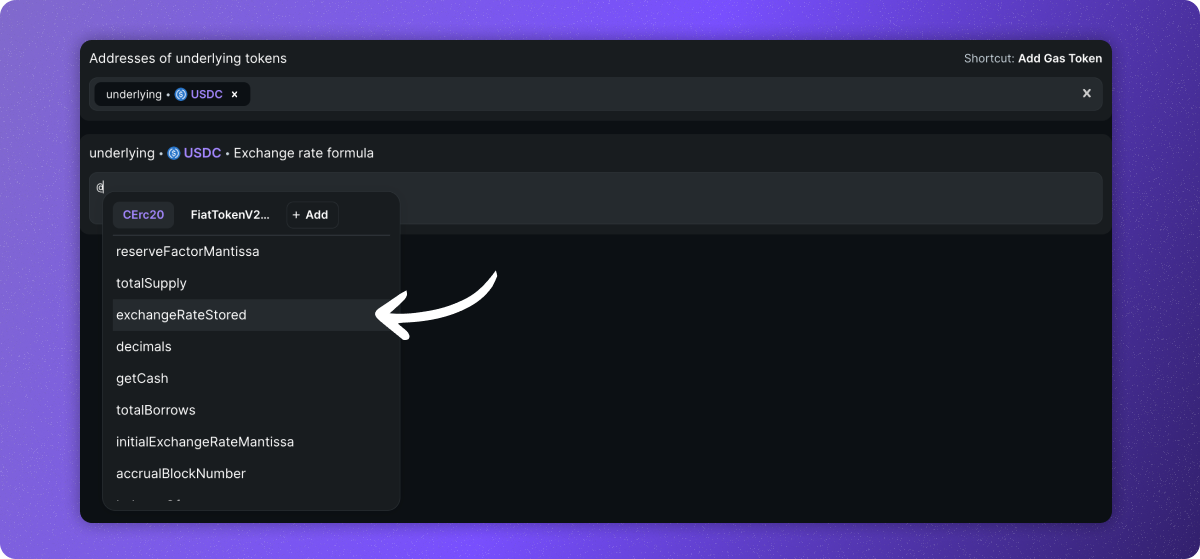 Addresses of underlying tokens
Shortcut: Add Gas Token
underlying • USDC ×
×
underlying • USDC • Exchange rate formula
@
CErc20 FiatTokenV2... + Add
reserveFactorMantissa
totalSupply
exchangeRateStored
decimals
getCash
totalBorrows
initialExchangeRateMantissa
accrualBlockNumber